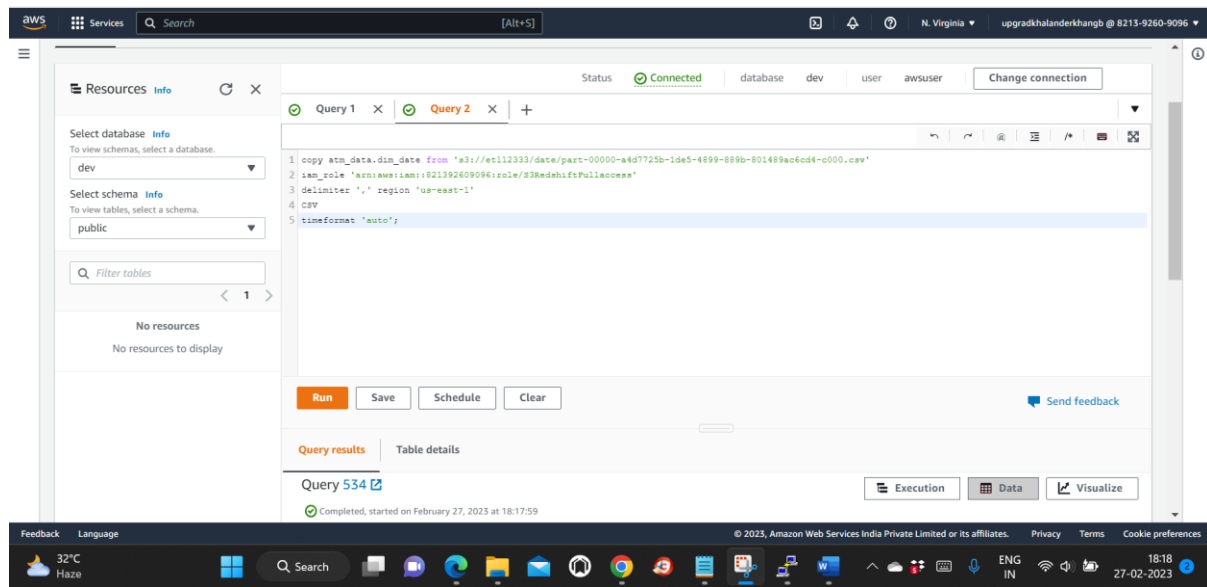 aws Services Search [Alt+S] N. Virginia upgradkhalanderkhangb @ 8213-9260-9096
Status Connected database dev user awsuser Change connection
Resources Info
Query 1 Query 2
Select database Info
To view schemas, select a database.
dev
Select schema Info
To view tables, select a schema.
public
Filter tables
1
No resources
No resources to display
1 copy atm_data.dim_date from 's3://etl12333/date/part-00000-a4d7725b-1de5-4899-889b-801489ac6cd4-c000.csv'
2 iam_role 'arn:aws:iam::821392609096:role/S3RedshiftFullaccess'
3 delimiter ',' region 'us-east-1'
4 CSV
5 timeformat 'auto';
Run Save Schedule Clear
Send feedback
Query results Table details
Query 534
Execution Data Visualize
Completed, started on February 27, 2023 at 18:17:59
Feedback Language © 2023, Amazon Web Services India Private Limited or its affiliates. Privacy Terms Cookie preferences
32°C
Haze
Search
ENG
IN
18:18
27-02-2023
2